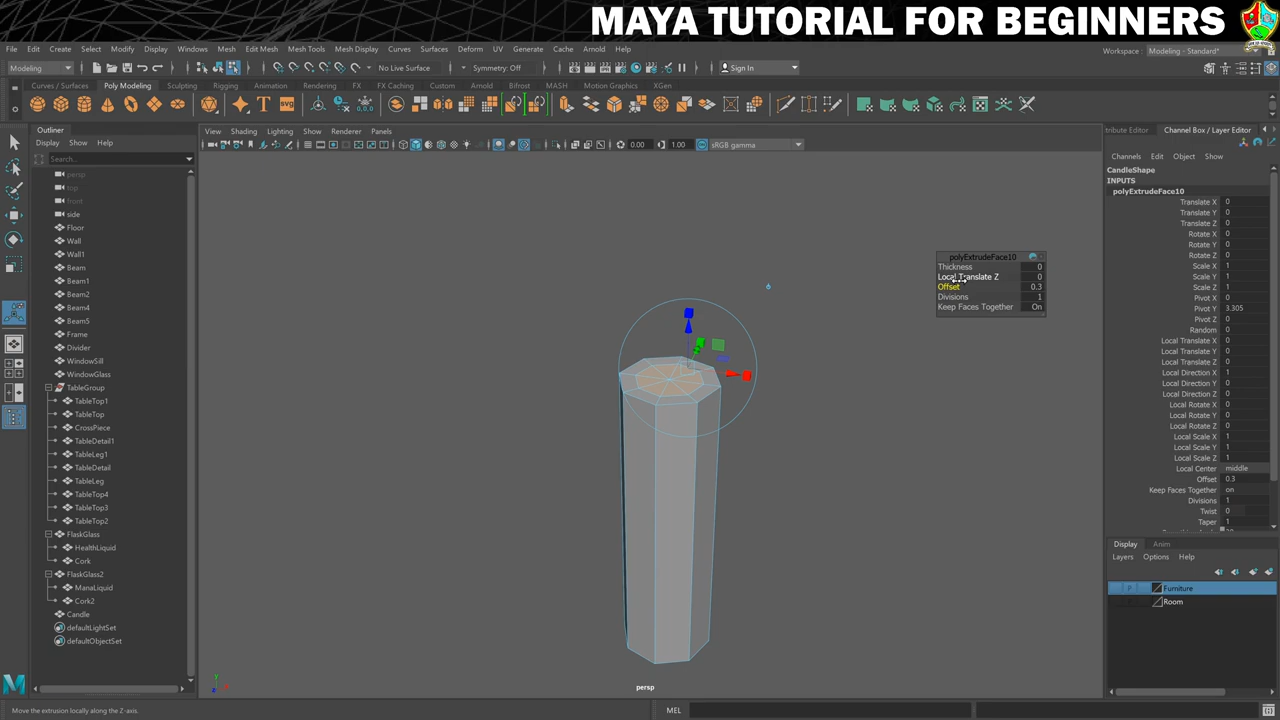 MAYA TUTORIAL FOR BEGINNERS
File Edit Create Select Modify Display Windows Mesh Edit Mesh Mesh Tools Mesh Display Curves Surfaces Deform UV Generate Cache Arnold Help
Workspace : Modeling - Standard*
Modeling No Live Surface Symmetry: Off Sign In
Curves / Surfaces Poly Modeling Sculpting Rigging Animation Rendering FX FX Caching Custom Arnold Bifrost MASH Motion Graphics XGen
SVG
Outliner
Display Show Help
Search...
persp
top
front
side
Floor
Wall
Wall1
Beam
Beam1
Beam2
Beam4
Beam5
Frame
Divider
WindowSill
WindowGlass
TableGroup
TableTop1
TableTop
CrossPiece
TableDetail1
TableLeg1
TableDetail
TableLeg
TableTop4
TableTop3
TableTop2
FlaskGlass
HealthLiquid
Cork
FlaskGlass2
ManaLiquid
Cork2
Candle
defaultLightSet
defaultObjectSet
View Shading Lighting Show Renderer Panels
0.00 1.00 sRGB gamma
polyExtrudeFace10
Thickness 0
Local Translate Z 0
Offset 0.3
Divisions 1
Keep Faces Together On
persp
y
tribute Editor Channel Box / Layer Editor
Channels Edit Object Show
CandleShape
INPUTS
polyExtrudeFace10
Translate X 0
Translate Y 0
Translate Z 0
Rotate X 0
Rotate Y 0
Rotate Z 0
Scale X 1
Scale Y 1
Scale Z 1
Pivot X 0
Pivot Y 3.305
Pivot Z 0
Random 0
Local Translate X 0
Local Translate Y 0
Local Translate Z 0
Local Direction X 1
Local Direction Y 0
Local Direction Z 0
Local Rotate X 0
Local Rotate Y 0
Local Rotate Z 0
Local Scale X 1
Local Scale Y 1
Local Scale Z 1
Local Center middle
Offset 0.3
Keep Faces Together on
Divisions 1
Twist 0
Taper 1
Display Anim
Layers Options Help
P Furniture
Room
Move the extrusion locally along the Z-axis.
MEL